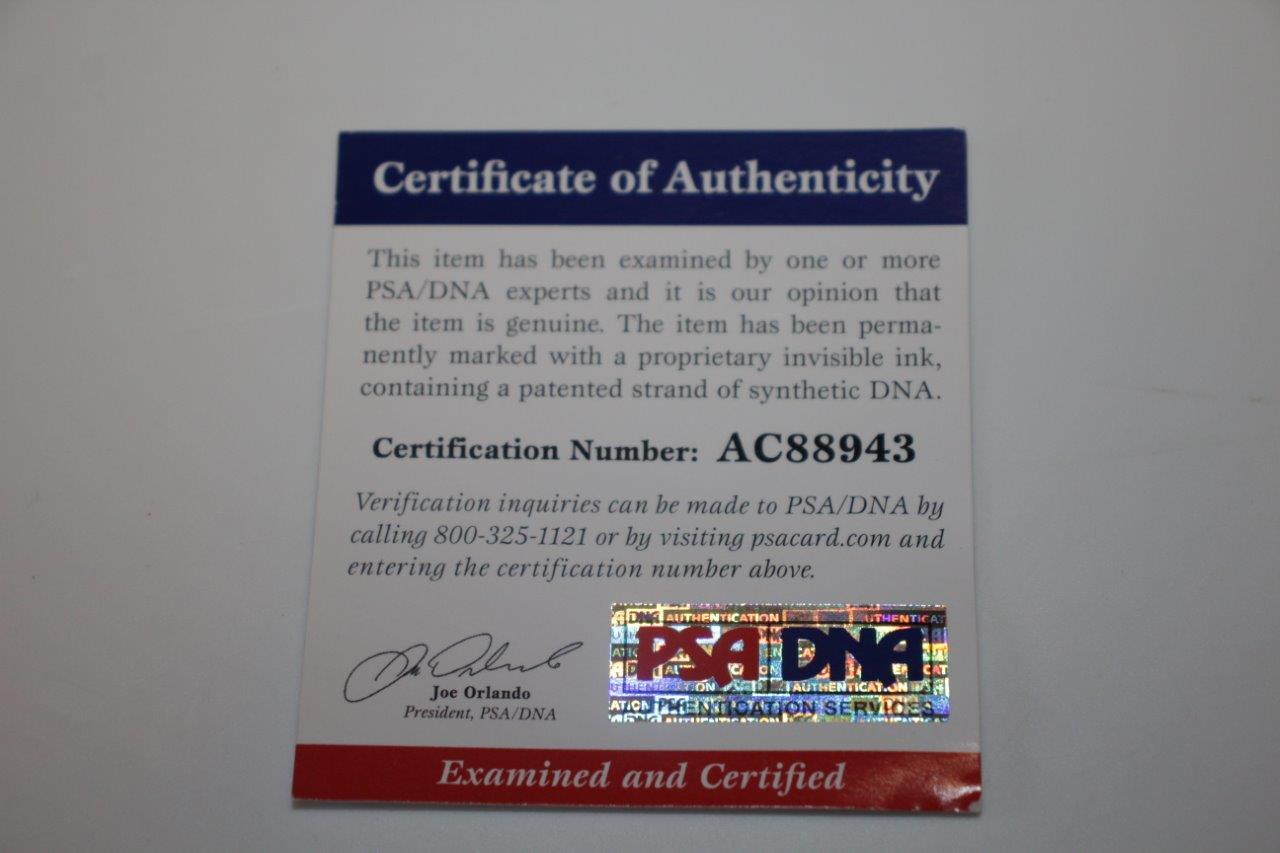 Certificate of Authenticity
This item has been examined by one or more
PSA/DNA experts and it is our opinion that
the item is genuine. The item has been perma-
nently marked with a proprietary invisible ink,
containing a patented strand of synthetic DNA.
Certification Number: AC88943
Verification inquiries can be made to PSA/DNA by
calling 800-325-1121 or by visiting psacard.com and
entering the certification number above.
Joe Orlando
President, PSA/DNA
AUTHENTICATION
PSA DNA
AUTHENTICATION SERVICES
Examined and Certified